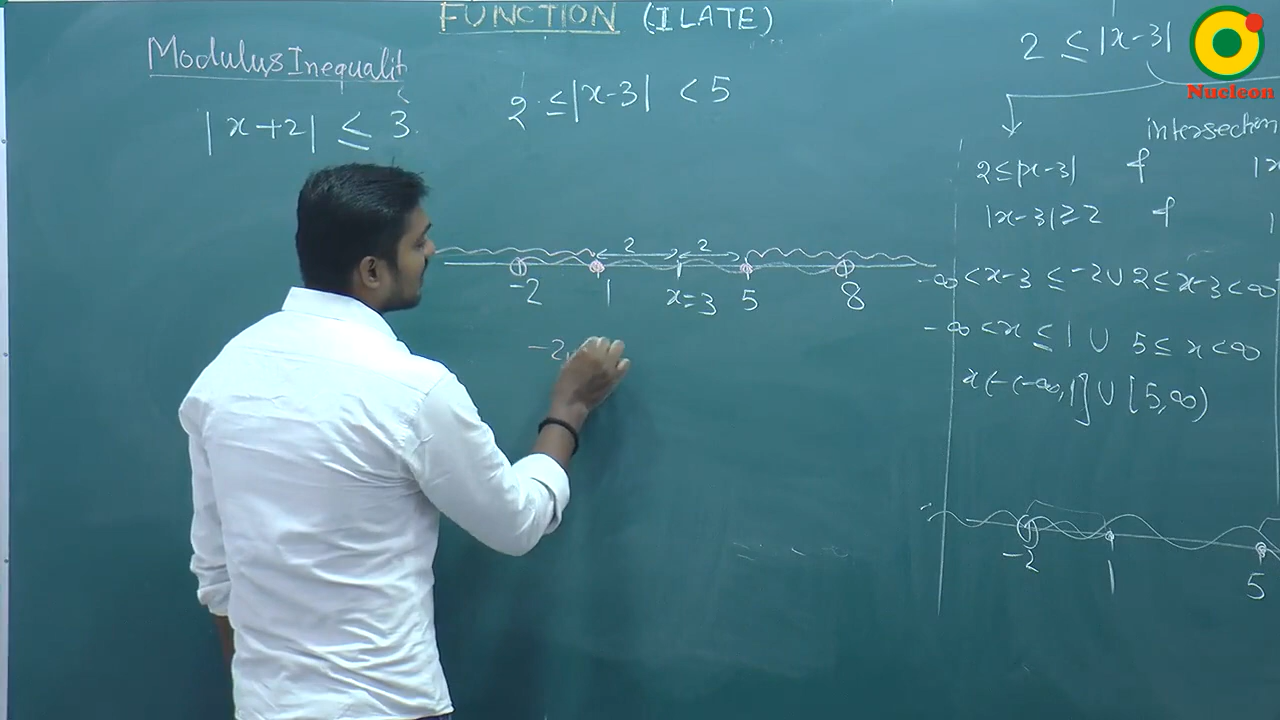 FUNCTION (ILATE)
Modulus Inequalit
|x+2| ≤ 3
2 ≤ |x-3| < 5
2 2
-2 1 x=3 5 8
-2
2 ≤ |x-3|
Nucleon
intersection
2 ≤ |x-3| &
|x-3| ≥ 2 &
-∞ < x-3 ≤ -2 ∪ 2 ≤ x-3 < ∞
-∞ < x ≤ 1 ∪ 5 ≤ x < ∞
x (-(-∞,1] ∪ [5,∞)
-2 1 5